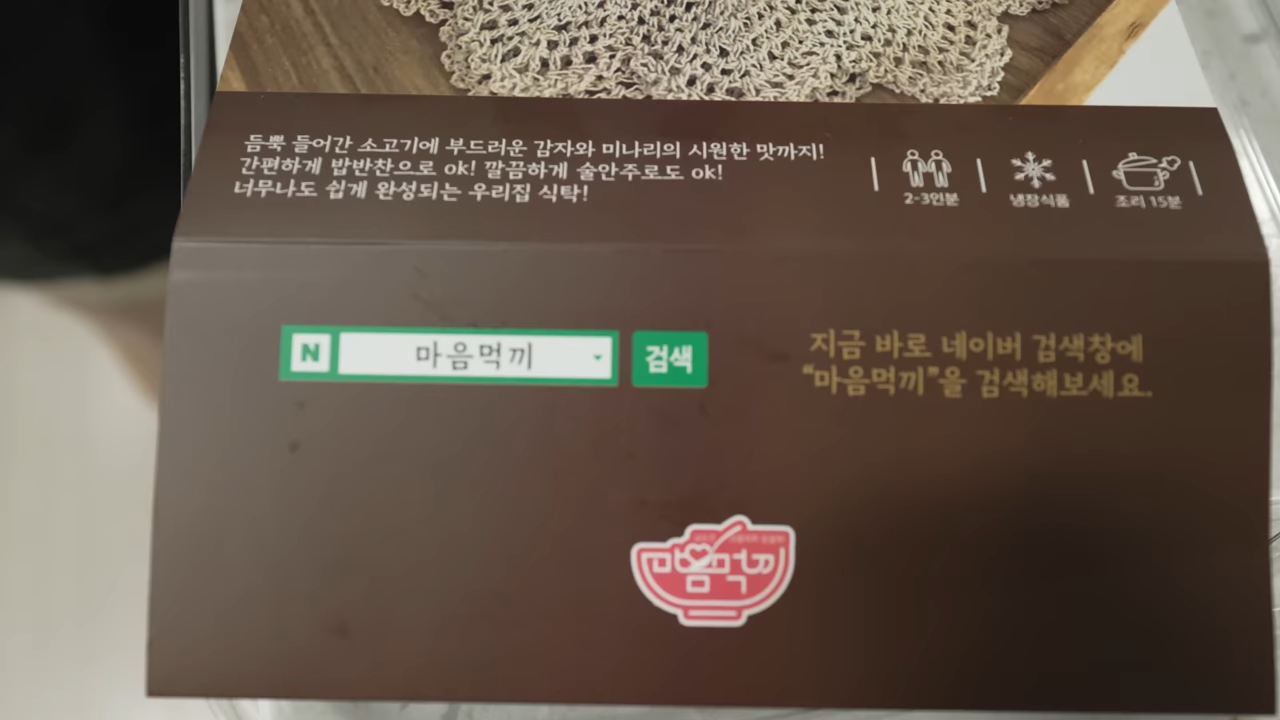 듬뿍 들어간 소고기에 부드러운 감자와 미나리의 시원한 맛까지!
간편하게 밥반찬으로 ok! 깔끔하게 술안주로도 ok!
너무나도 쉽게 완성되는 우리집 식탁!
2-3인분
냉장식품
조리 15분
N 마음먹끼 검색
지금 바로 네이버 검색창에
“마음먹끼”을 검색해보세요.
마음먹끼